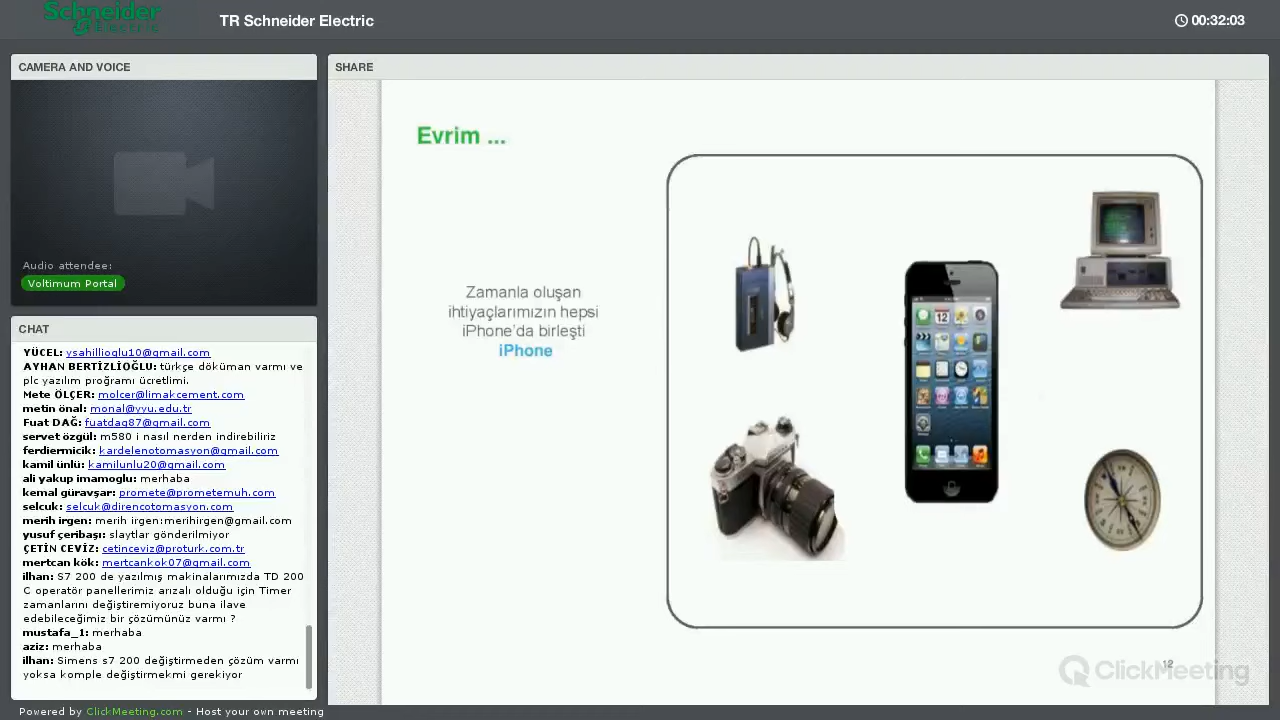 Schneider
Electric
TR Schneider Electric
00:32:03
CAMERA AND VOICE
Audio attendee:
Voltimum Portal
CHAT
YÜCEL: ysahillioglu10@gmail.com
AYHAN BERTİZLİOĞLU: türkçe döküman varmı ve
plc yazılım proğramı ücretlimi.
Mete ÖLÇER: molcer@limakcement.com
metin önal: monal@yyu.edu.tr
Fuat DAĞ: fuatdag87@gmail.com
servet özgül: m580 i nasıl nerden indirebiliriz
ferdiermicik: kardelenotomasyon@gmail.com
kamil ünlü: kamilunlu20@gmail.com
ali yakup imamoglu: merhaba
kemal güravşar: promete@prometemuh.com
selcuk: selcuk@direncotomasyon.com
merih irgen: merih irgen:merihirgen@gmail.com
yusuf çeribaşı: slaytlar gönderilmiyor
ÇETİN CEVİZ: cetinceviz@proturk.com.tr
mertcan kök: mertcankok07@gmail.com
ilhan: S7 200 de yazılmış makinalarımızda TD 200
C operatör panellerimiz arızalı olduğu için Timer
zamanlarını değiştiremiyoruz buna ilave
edebileceğimiz bir çözümünüz varmı ?
mustafa_1: merhaba
aziz: merhaba
ilhan: Simens s7 200 değiştirmeden çözüm varmı
yoksa komple değiştirmekmi gerekiyor
Powered by ClickMeeting.com - Host your own meeting
SHARE
Evrim ...
Zamanla oluşan
ihtiyaçlarımızın hepsi
iPhone'da birleşti
iPhone
12
ClickMeeting